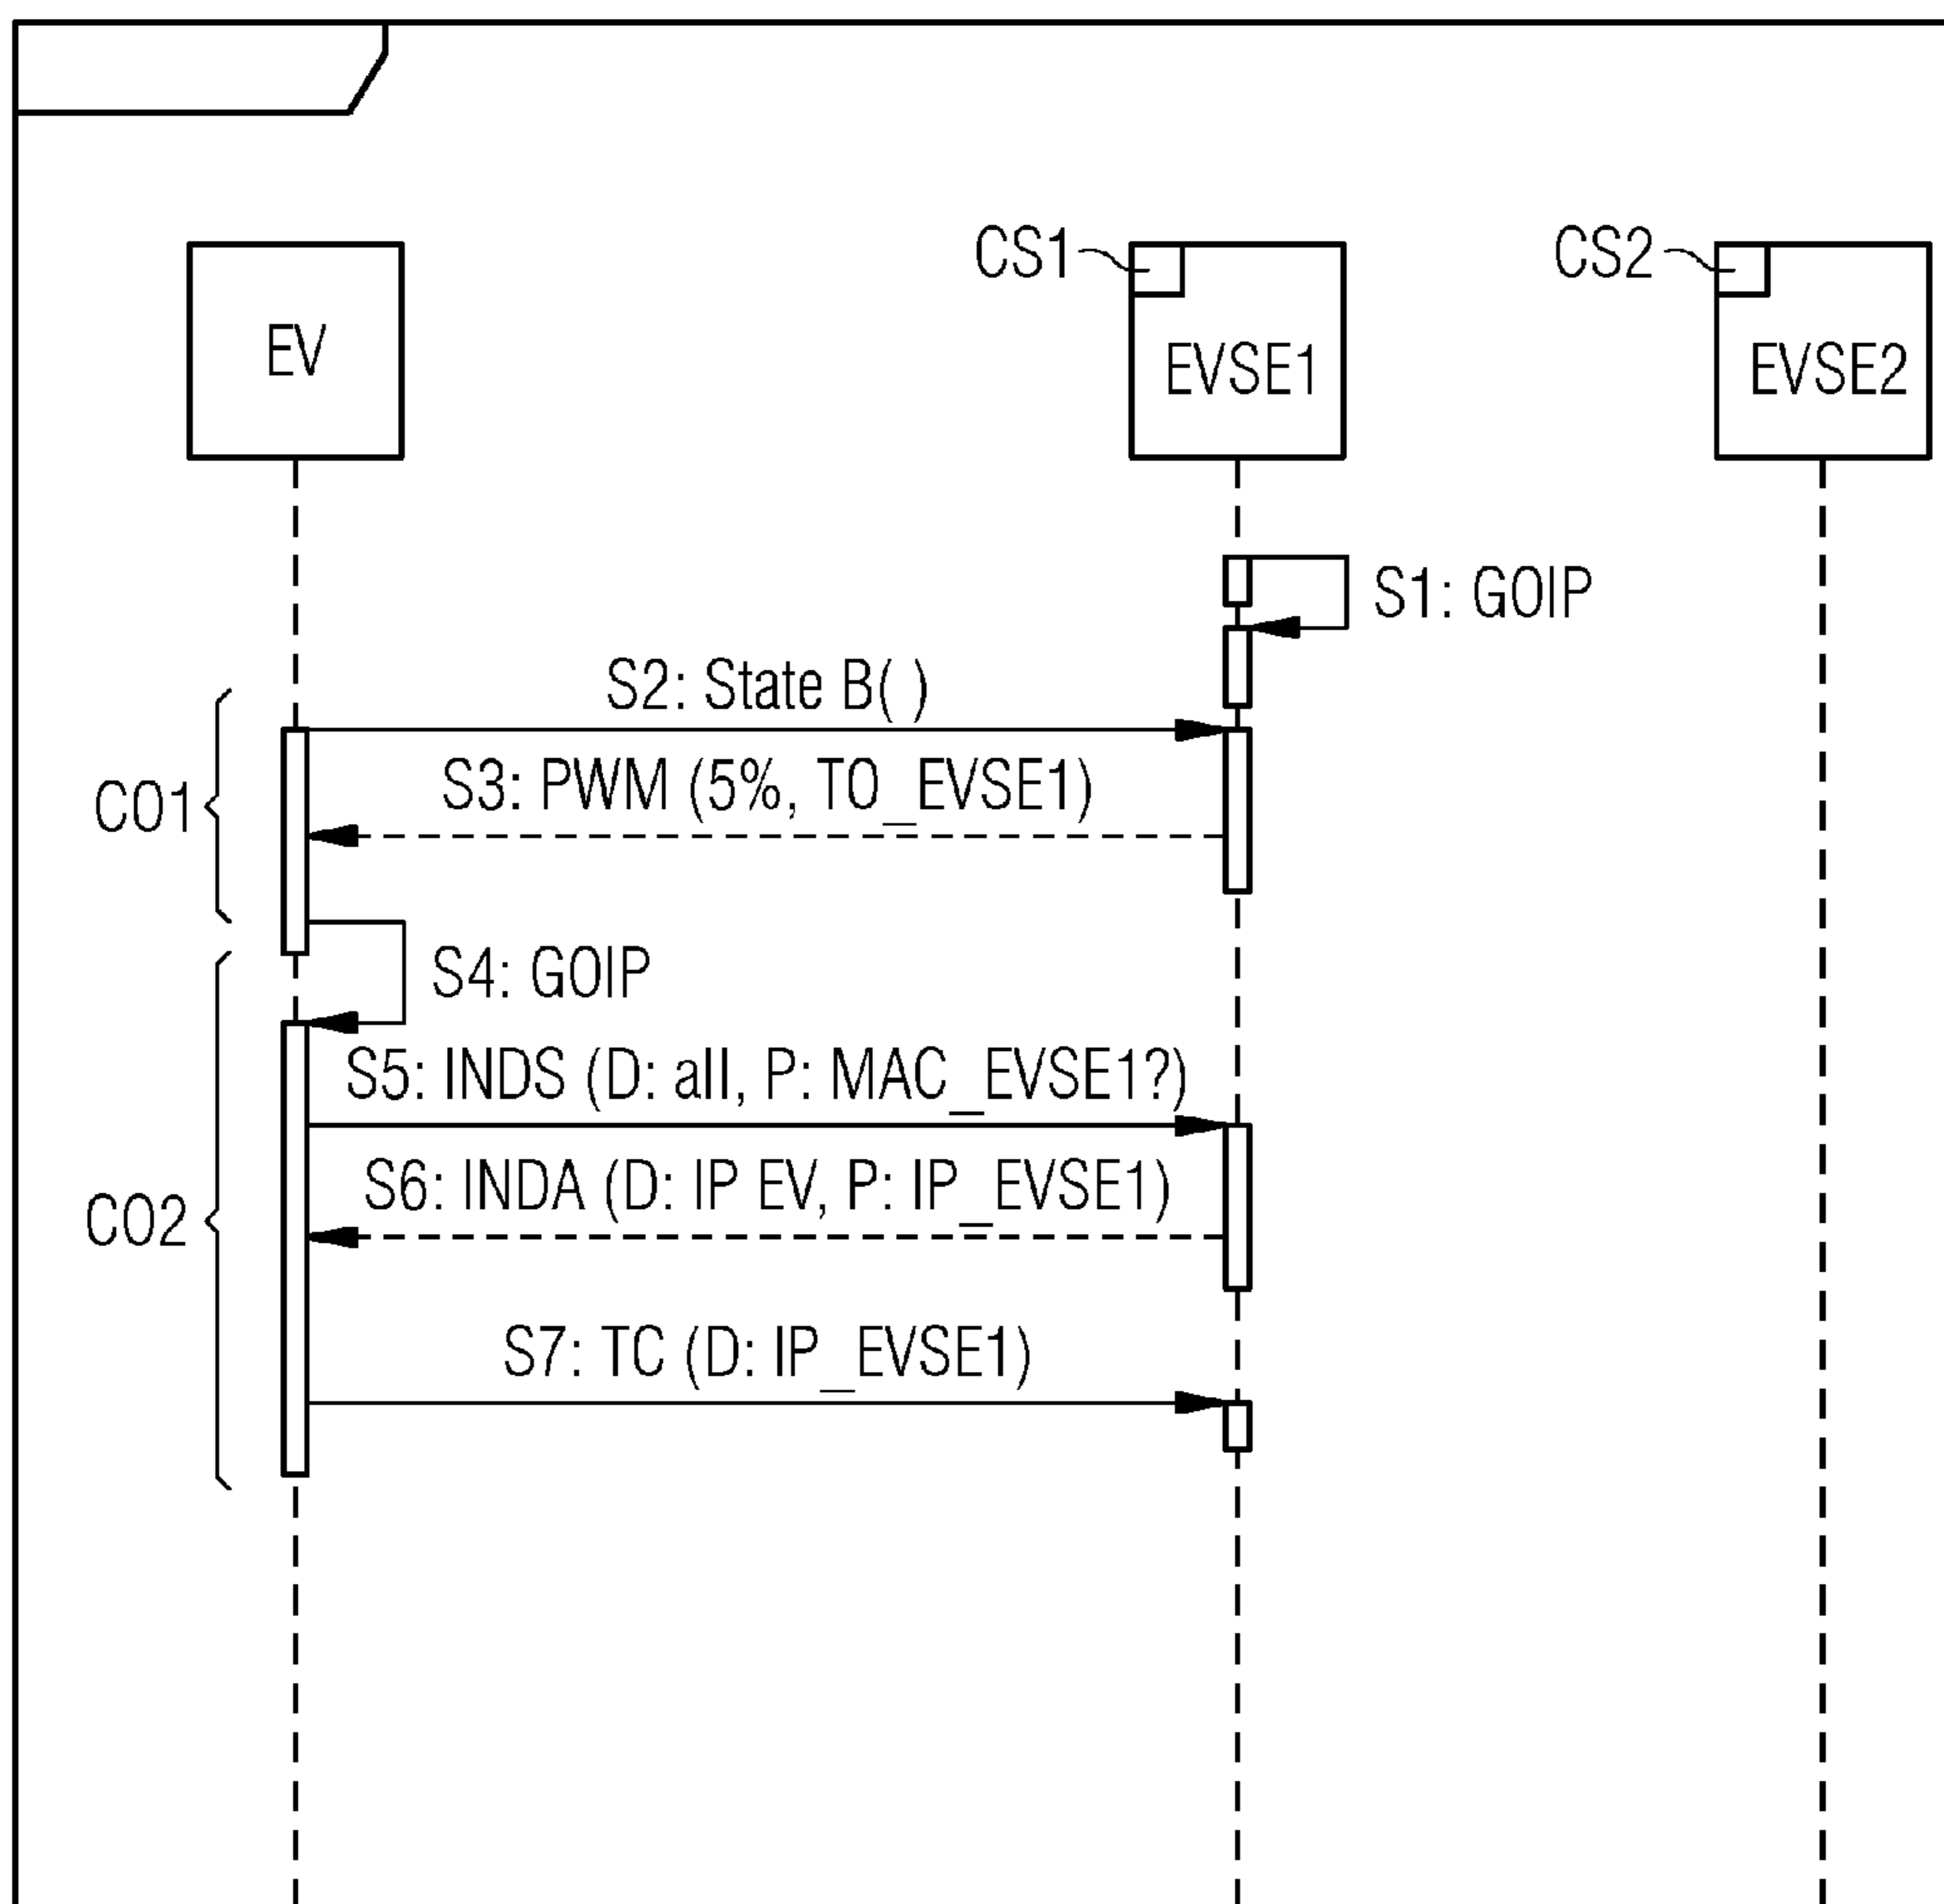 CS1
CS2
EV
EVSE1
EVSE2
S1: GOIP
S2: State B( )
CO1
S3: PWM (5%, TO_EVSE1)
S4: GOIP
S5: INDS (D: all, P: MAC_EVSE1?)
CO2
S6: INDA (D: IP EV, P: IP_EVSE1)
S7: TC (D: IP_EVSE1)